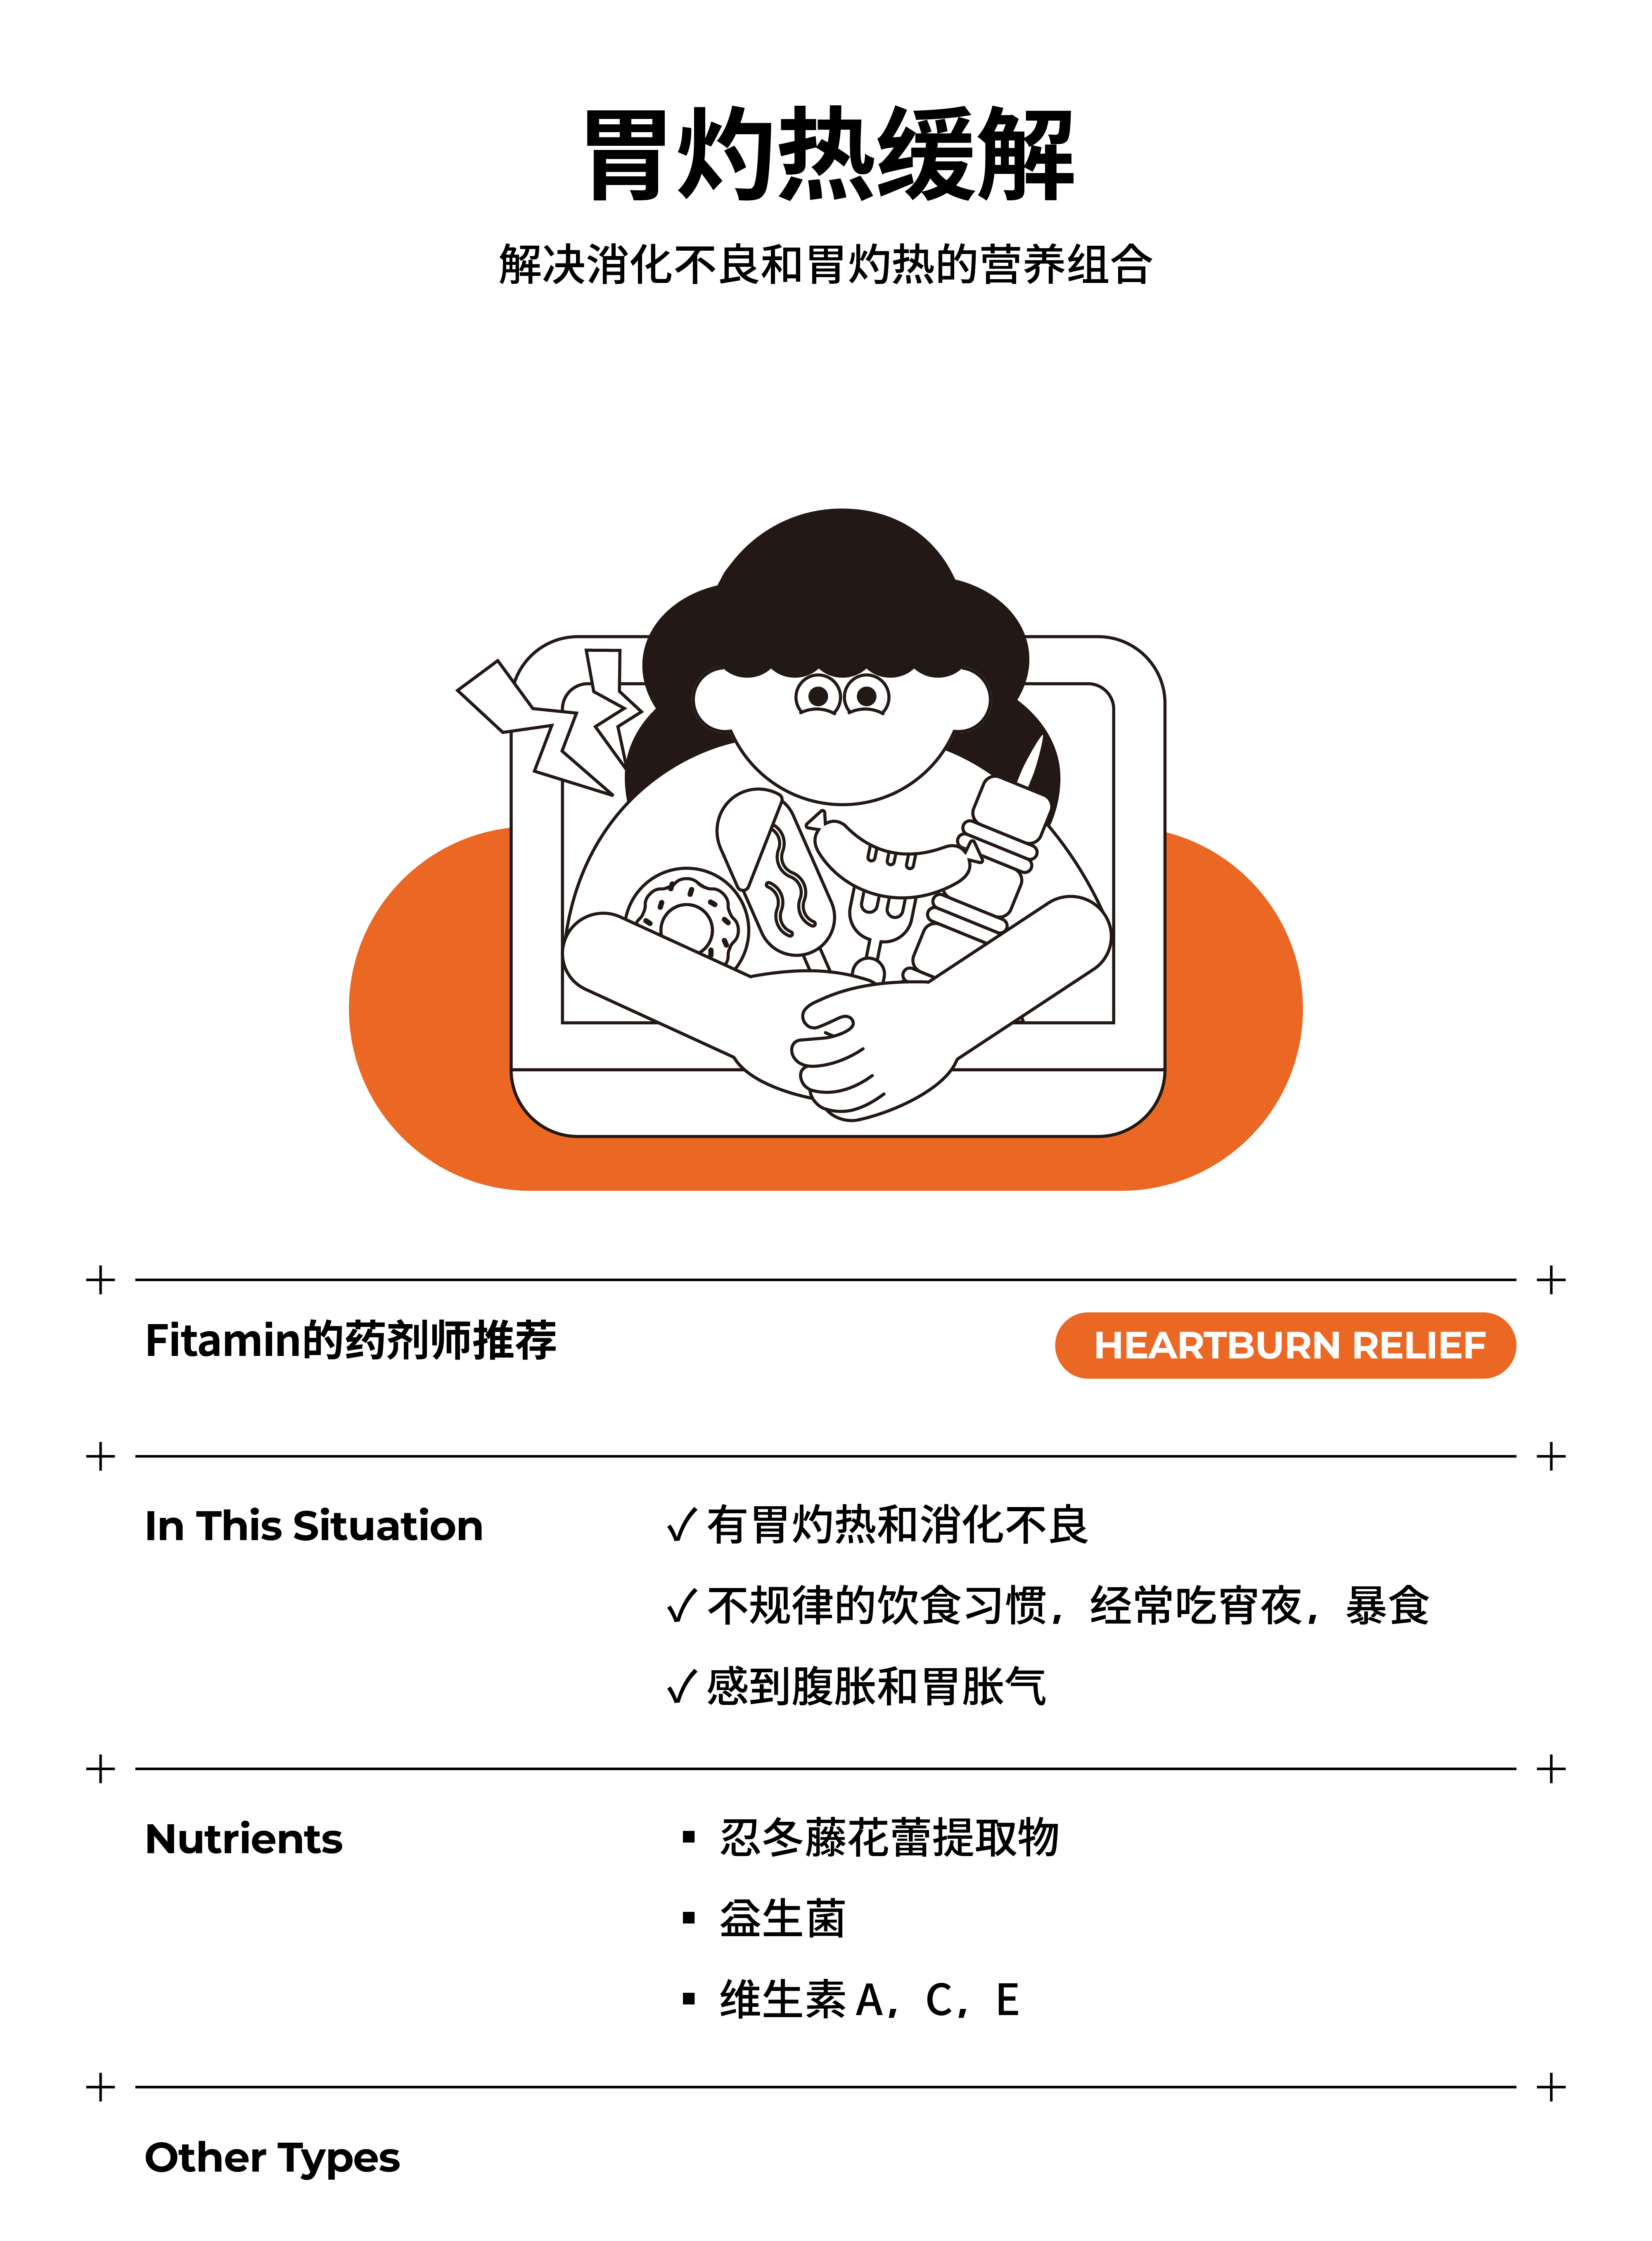 胃灼热缓解
解决消化不良和胃灼热的营养组合
Fitamin的药剂师推荐
HEARTBURN RELIEF
In This Situation
✓ 有胃灼热和消化不良
✓ 不规律的饮食习惯，经常吃宵夜，暴食
✓ 感到腹胀和胃胀气
Nutrients
▪ 忍冬藤花蕾提取物
▪ 益生菌
▪ 维生素 A，C，E
Other Types